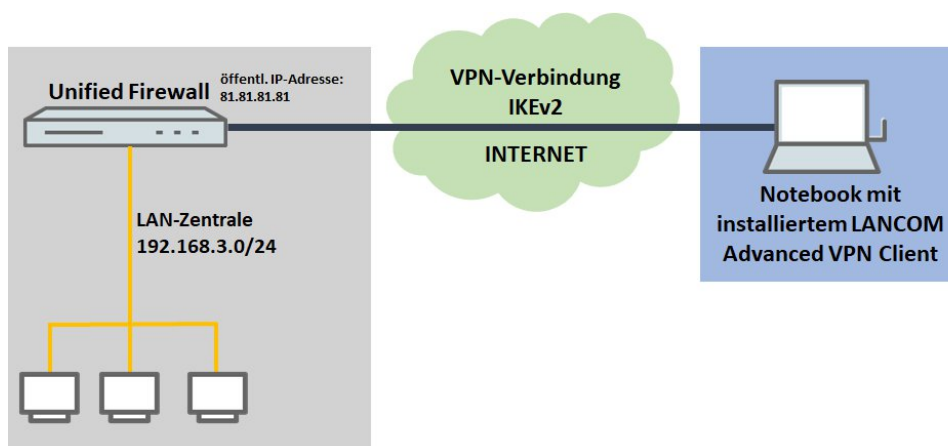 Unified Firewall
öffentl. IP-Adresse:
81.81.81.81
LAN-Zentrale
192.168.3.0/24
VPN-Verbindung
IKEv2
INTERNET
Notebook mit
installiertem LANCOM
Advanced VPN Client